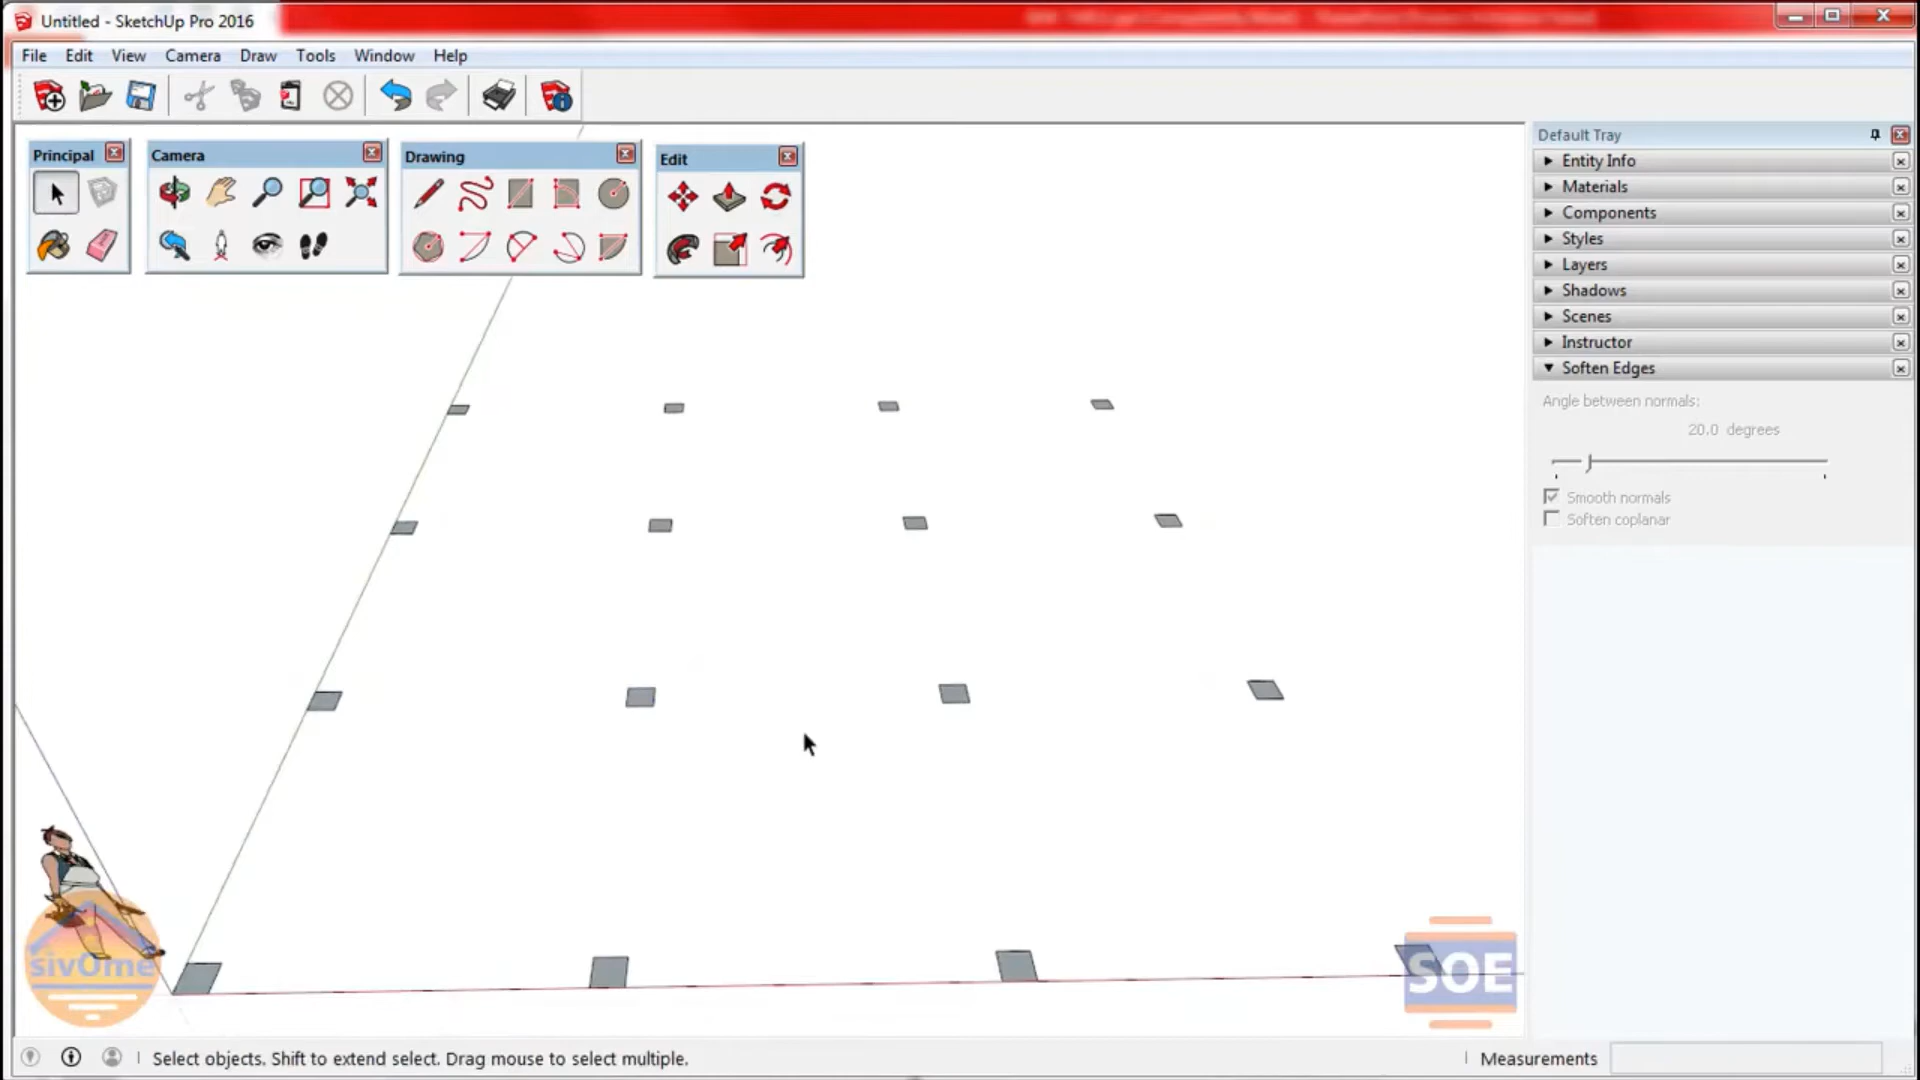 Untitled - SketchUp Pro 2016
File Edit View Camera Draw Tools Window Help
Principal
Camera
Drawing
Edit
Default Tray
Entity Info
Materials
Components
Styles
Layers
Shadows
Scenes
Instructor
Soften Edges
Angle between normals:
20.0 degrees
Smooth normals
Soften coplanar
sivOme
SOE
Select objects. Shift to extend select. Drag mouse to select multiple.
Measurements